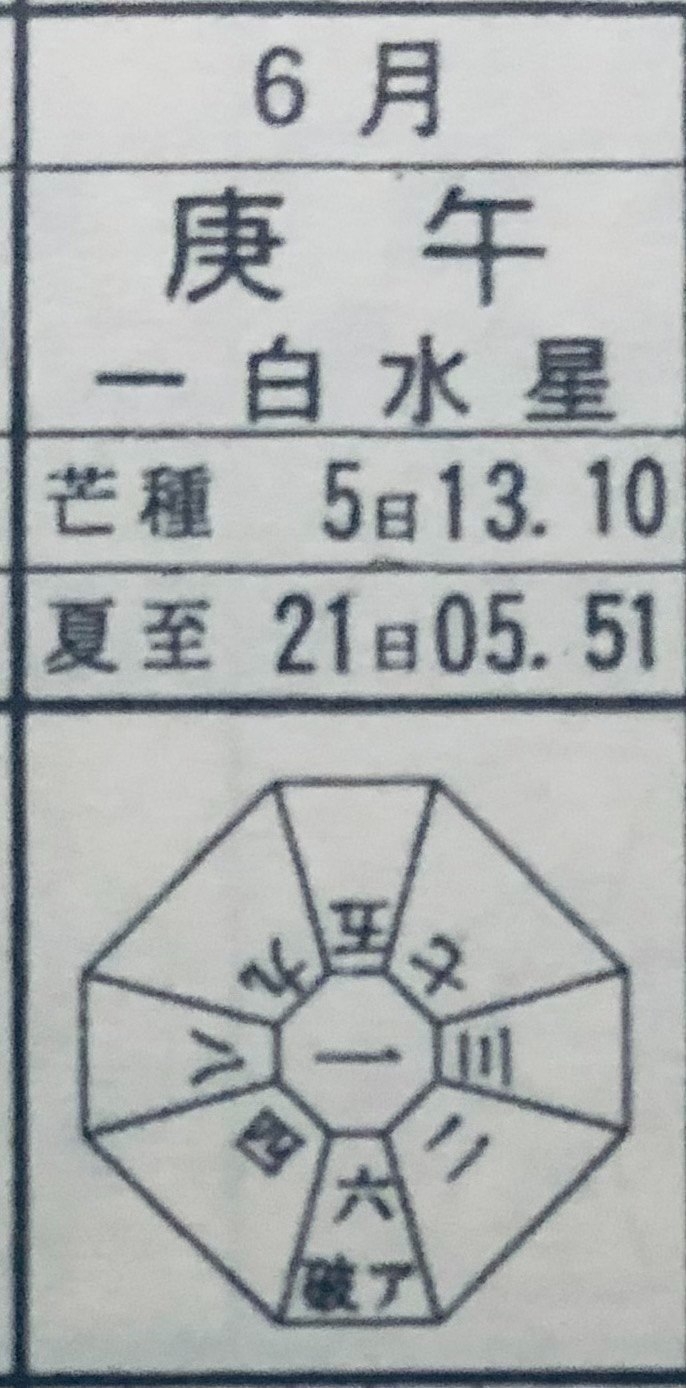 6月
庚午
一白水星
芒種 5日13.10
夏至 21日05.51
五
九 七
八 一 三
四 二
六
破ア